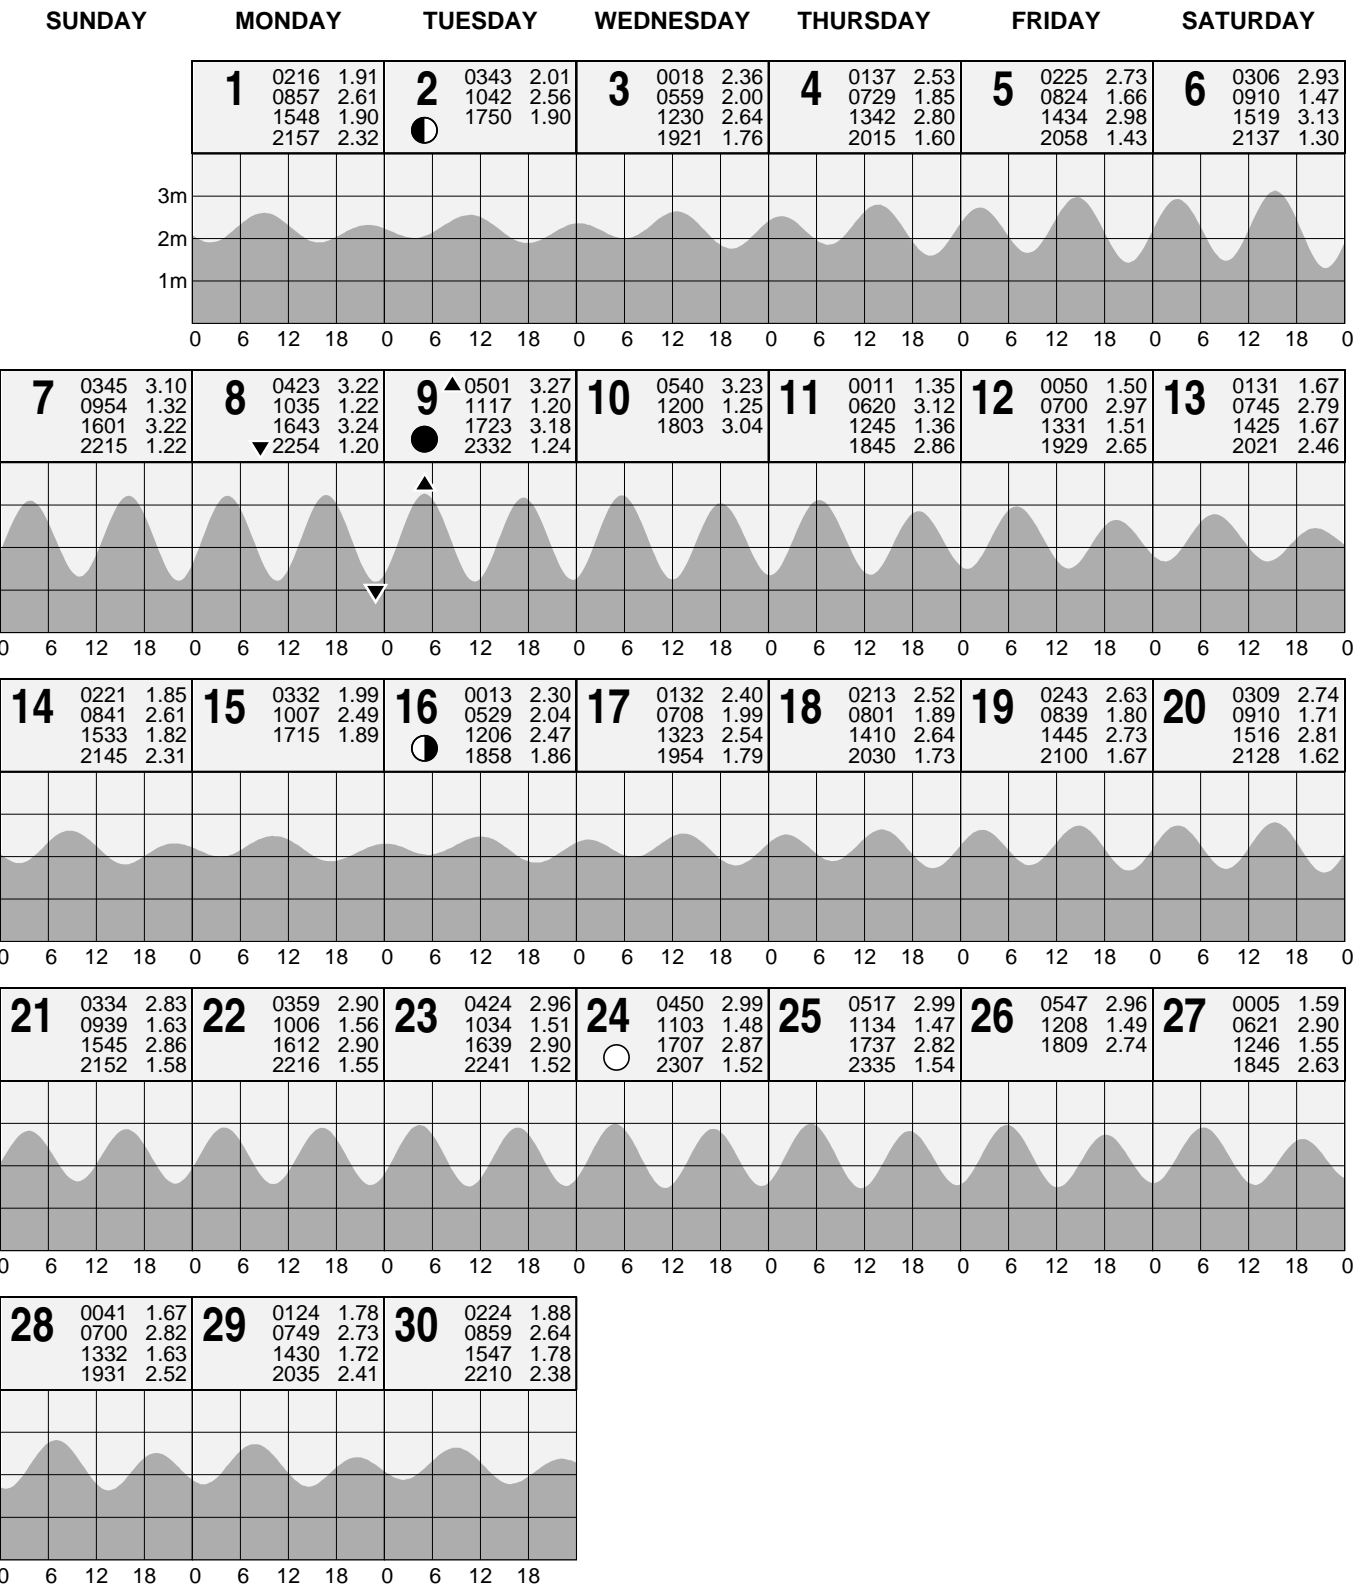 SUNDAY MONDAY TUESDAY WEDNESDAY THURSDAY FRIDAY SATURDAY
1 0216 1.91
0857 2.61
1548 1.90
2157 2.32
2 0343 2.01
1042 2.56
1750 1.90
3 0018 2.36
0559 2.00
1230 2.64
1921 1.76
4 0137 2.53
0729 1.85
1342 2.80
2015 1.60
5 0225 2.73
0824 1.66
1434 2.98
2058 1.43
6 0306 2.93
0910 1.47
1519 3.13
2137 1.30
3m
2m
1m
0 6 12 18 0 6 12 18 0 6 12 18 0 6 12 18 0 6 12 18 0 6 12 18 0
7 0345 3.10
0954 1.32
1601 3.22
2215 1.22
8 0423 3.22
1035 1.22
1643 3.24
2254 1.20
9 0501 3.27
1117 1.20
1723 3.18
2332 1.24
10 0540 3.23
1200 1.25
1803 3.04
11 0011 1.35
0620 3.12
1245 1.36
1845 2.86
12 0050 1.50
0700 2.97
1331 1.51
1929 2.65
13 0131 1.67
0745 2.79
1425 1.67
2021 2.46
0 6 12 18 0 6 12 18 0 6 12 18 0 6 12 18 0 6 12 18 0 6 12 18 0 6 12 18 0
14 0221 1.85
0841 2.61
1533 1.82
2145 2.31
15 0332 1.99
1007 2.49
1715 1.89
16 0013 2.30
0529 2.04
1206 2.47
1858 1.86
17 0132 2.40
0708 1.99
1323 2.54
1954 1.79
18 0213 2.52
0801 1.89
1410 2.64
2030 1.73
19 0243 2.63
0839 1.80
1445 2.73
2100 1.67
20 0309 2.74
0910 1.71
1516 2.81
2128 1.62
0 6 12 18 0 6 12 18 0 6 12 18 0 6 12 18 0 6 12 18 0 6 12 18 0 6 12 18 0
21 0334 2.83
0939 1.63
1545 2.86
2152 1.58
22 0359 2.90
1006 1.56
1612 2.90
2216 1.55
23 0424 2.96
1034 1.51
1639 2.90
2241 1.52
24 0450 2.99
1103 1.48
1707 2.87
2307 1.52
25 0517 2.99
1134 1.47
1737 2.82
2335 1.54
26 0547 2.96
1208 1.49
1809 2.74
27 0005 1.59
0621 2.90
1246 1.55
1845 2.63
0 6 12 18 0 6 12 18 0 6 12 18 0 6 12 18 0 6 12 18 0 6 12 18 0 6 12 18 0
28 0041 1.67
0700 2.82
1332 1.63
1931 2.52
29 0124 1.78
0749 2.73
1430 1.72
2035 2.41
30 0224 1.88
0859 2.64
1547 1.78
2210 2.38
0 6 12 18 0 6 12 18 0 6 12 18